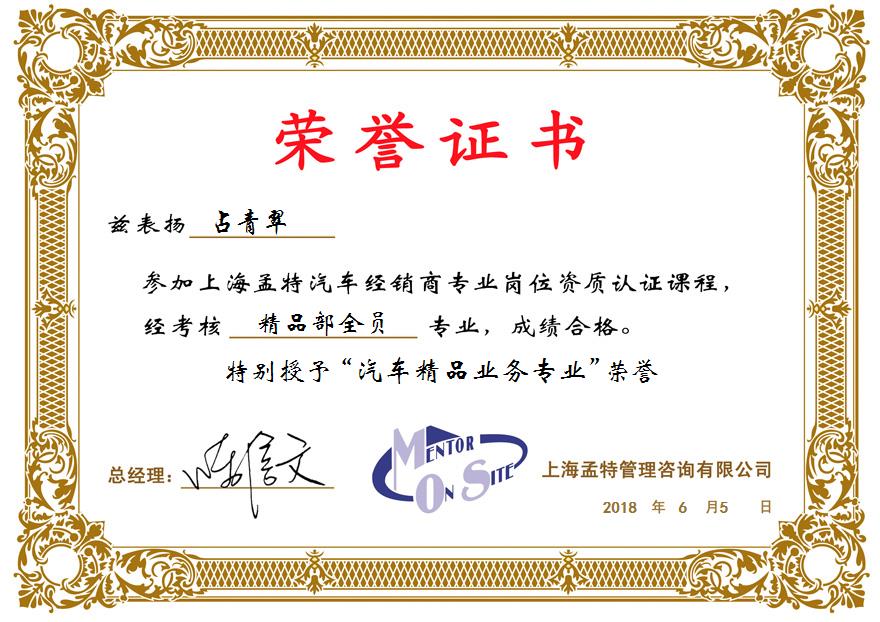 荣誉证书
兹表扬 占青翠
参加上海孟特汽车经销商专业岗位资质认证课程，
经考核 精品部全员 专业，成绩合格。
特别授予“汽车精品业务专业”荣誉
总经理：
MENTOR
ON SITE
上海孟特管理咨询有限公司
2018 年 6 月5 日